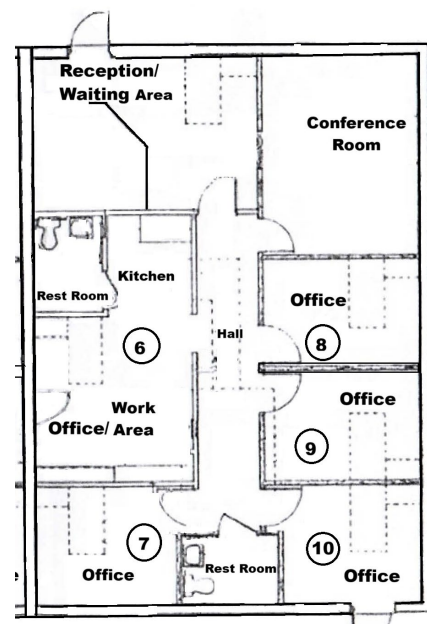 Reception/
Waiting Area
Conference
Room
Kitchen
Rest Room
Office
Hall
6
8
Work
Office/ Area
Office
9
7
10
Office
Rest Room
Office